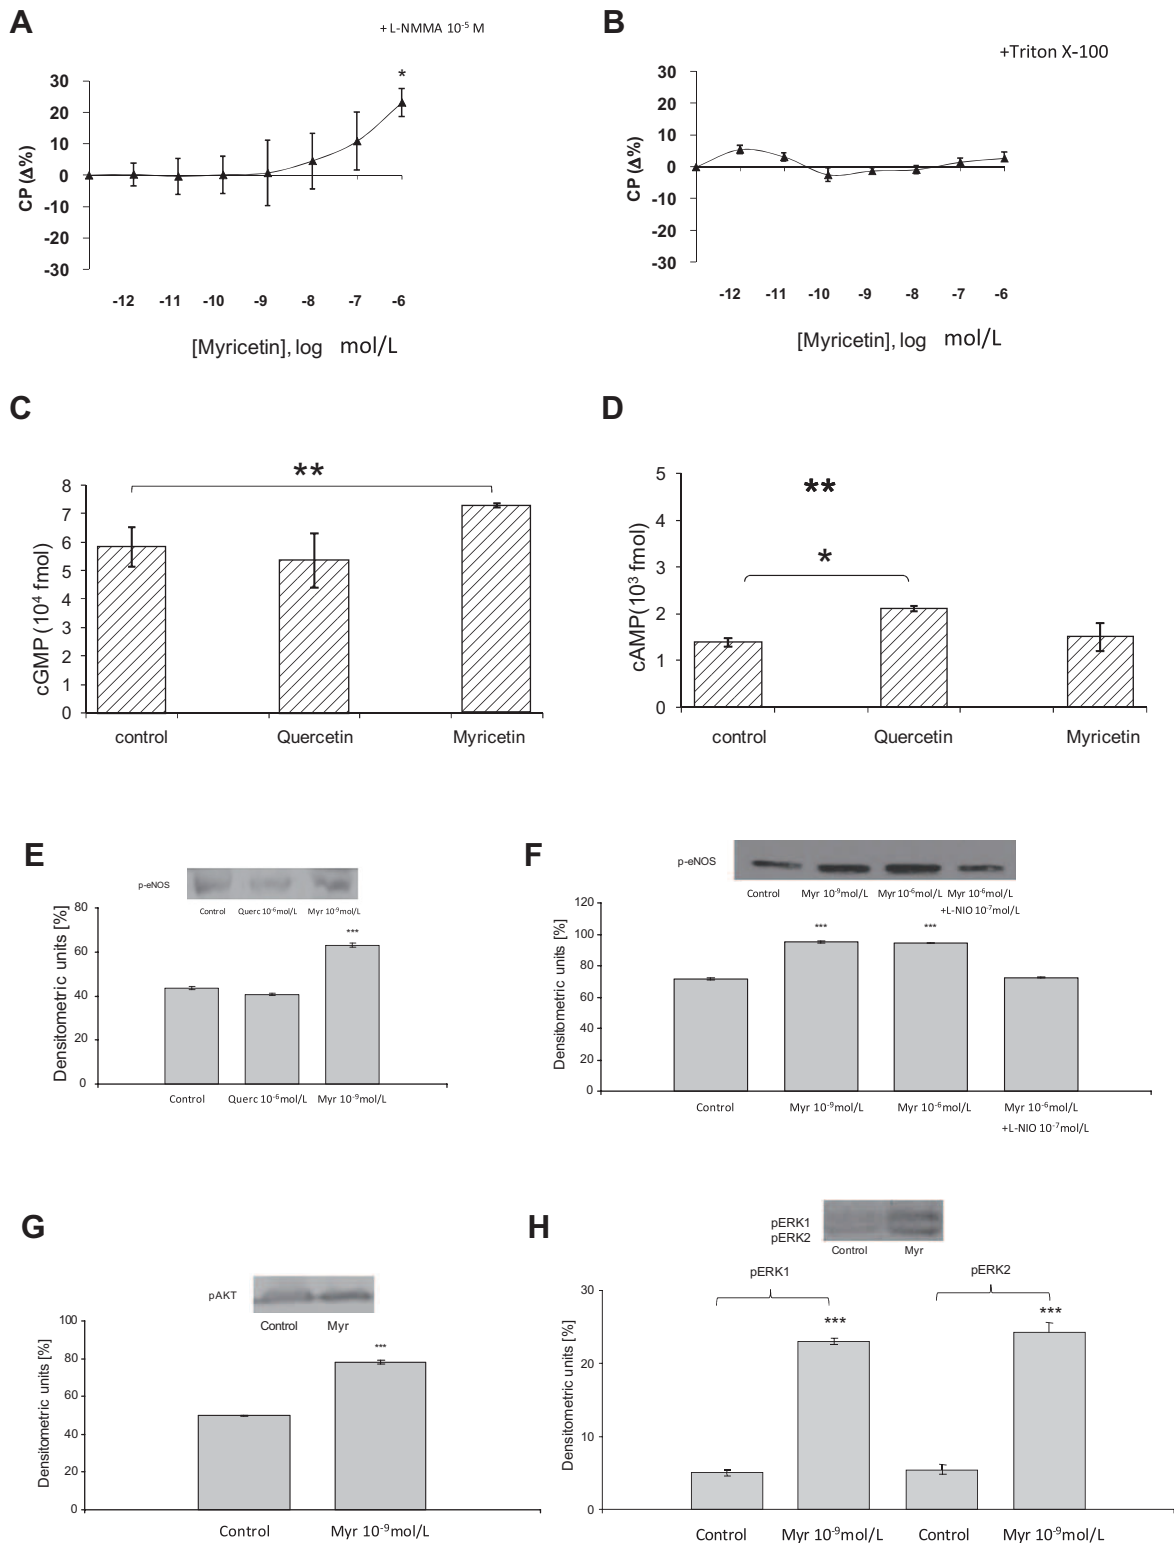 A
+ L-NMMA 10-5 M
*
30
20
10
0
-10
-20
-30
CP (Δ%)
-12 -11 -10 -9 -8 -7 -6
[Myricetin], log mol/L
B
+Triton X-100
30
20
10
0
-10
-20
-30
CP (Δ%)
-12 -11 -10 -9 -8 -7 -6
[Myricetin], log mol/L
C
**
8
7
6
5
4
3
2
1
0
cGMP (10⁴ fmol)
control Quercetin Myricetin
D
**
*
5
4
3
2
1
0
cAMP(10³ fmol)
control Quercetin Myricetin
E
p-eNOS
Control Querc 10-6mol/L Myr 10-9mol/L
***
80
60
40
20
0
Densitometric units [%]
Control Querc 10-6mol/L Myr 10-9mol/L
F
p-eNOS
Control Myr 10-9mol/L Myr 10-6mol/L Myr 10-6mol/L
+L-NIO 10-7mol/L
*** ***
120
100
80
60
40
20
0
Densitometric units [%]
Control Myr 10-9mol/L Myr 10-6mol/L Myr 10-6mol/L
+L-NIO 10-7mol/L
G
pAKT
Control Myr
***
100
80
60
40
20
0
Densitometric units [%]
Control Myr 10-9mol/L
H
pERK1
pERK2
Control Myr
pERK1 pERK2
*** ***
30
20
10
0
Densitometric units [%]
Control Myr 10-9mol/L Control Myr 10-9mol/L